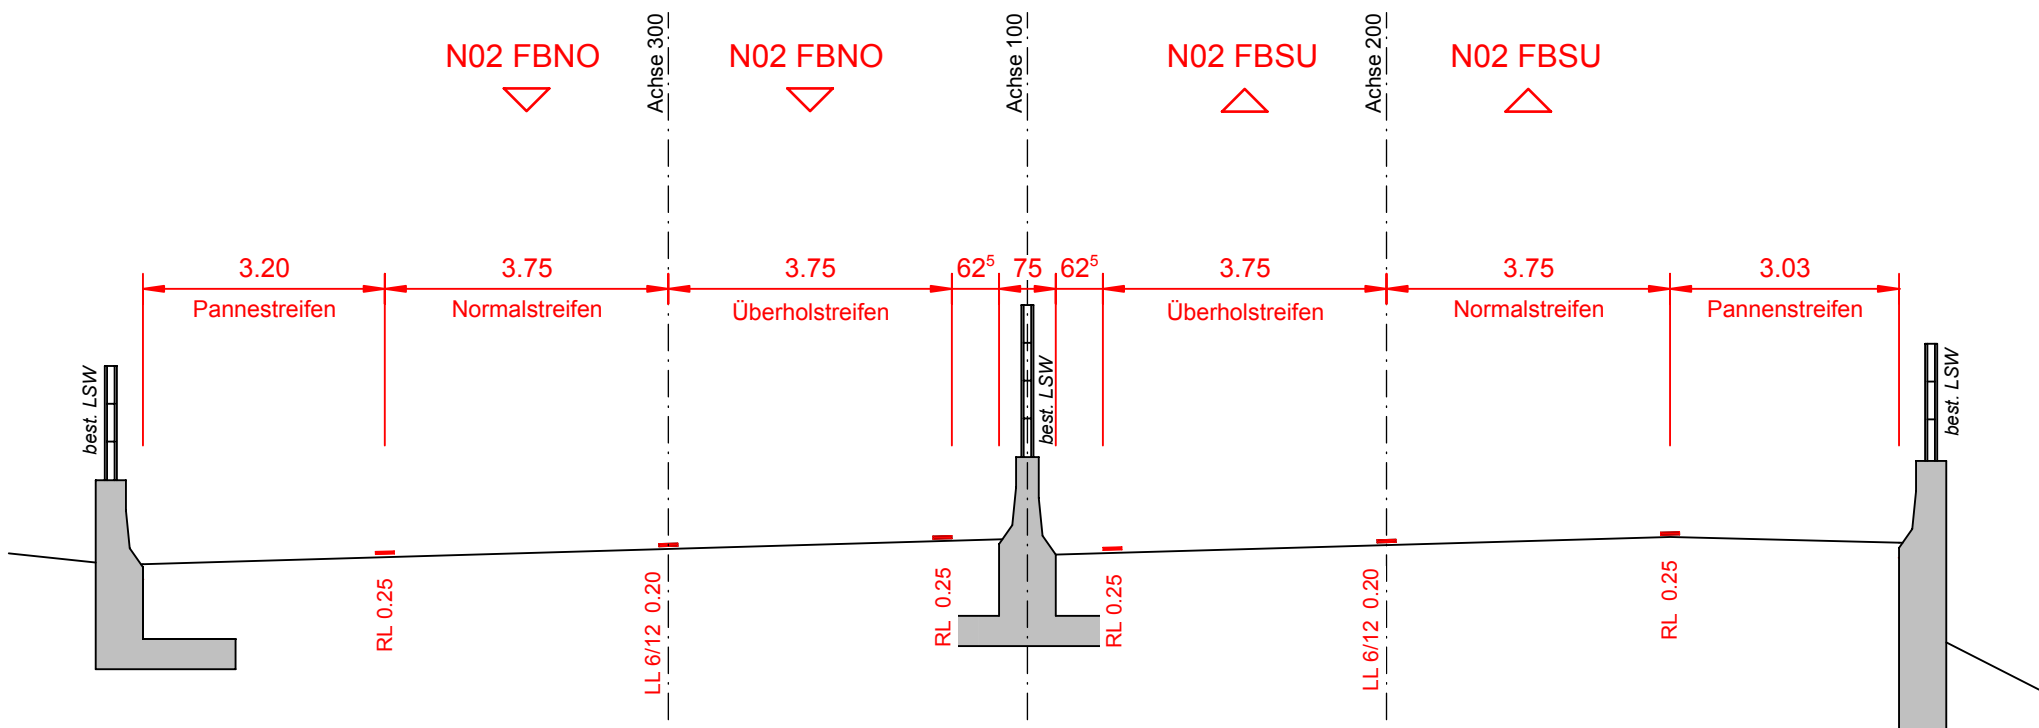 N02 FBNO
Achse 300
N02 FBNO
Achse 100
N02 FBSU
Achse 200
N02 FBSU
3.20
3.75
3.75
62⁵
75
62⁵
3.75
3.75
3.03
Pannestreifen
Normalstreifen
Überholstreifen
Überholstreifen
Normalstreifen
Pannenstreifen
best. LSW
best. LSW
best. LSW
RL 0.25
LL 6/12 0.20
RL 0.25
RL 0.25
LL 6/12 0.20
RL 0.25